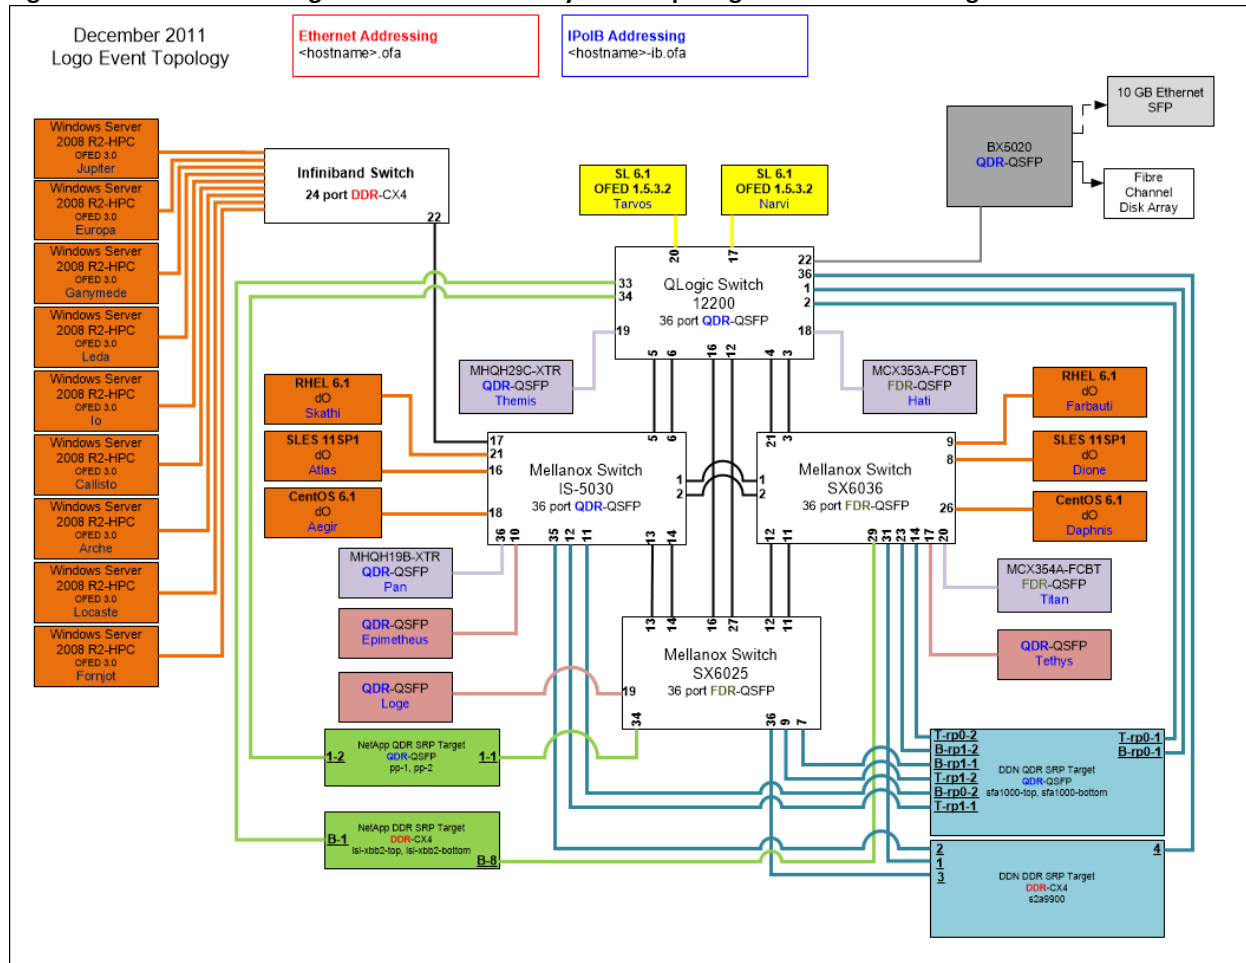 December 2011
Logo Event Topology
Ethernet Addressing
<hostname>.ofa
IPoIB Addressing
<hostname>-ib.ofa
10 GB Ethernet
SFP
BX5020
QDR-QSFP
Fibre
Channel
Disk Array
Windows Server
2008 R2-HPC
OFED 3.0
Jupiter
Windows Server
2008 R2-HPC
OFED 3.0
Europa
Windows Server
2008 R2-HPC
OFED 3.0
Ganymede
Windows Server
2008 R2-HPC
OFED 3.0
Leda
Windows Server
2008 R2-HPC
OFED 3.0
Io
Windows Server
2008 R2-HPC
OFED 3.0
Callisto
Windows Server
2008 R2-HPC
OFED 3.0
Arche
Windows Server
2008 R2-HPC
OFED 3.0
Locaste
Windows Server
2008 R2-HPC
OFED 3.0
Fornjot
Infiniband Switch
24 port DDR-CX4
22
SL 6.1
OFED 1.5.3.2
Tarvos
SL 6.1
OFED 1.5.3.2
Narvi
20
17
22
36
1
2
33
34
19
18
QLogic Switch
12200
36 port QDR-QSFP
5
6
16
12
4
3
MHQH29C-XTR
QDR-QSFP
Themis
MCX353A-FCBT
FDR-QSFP
Hati
RHEL 6.1
dO
Skathi
SLES 11SP1
dO
Atlas
CentOS 6.1
dO
Aegir
RHEL 6.1
dO
Farbauti
SLES 11SP1
dO
Dione
CentOS 6.1
dO
Daphnis
5
6
17
21
16
18
Mellanox Switch
IS-5030
36 port QDR-QSFP
1
2
36
10
35
12
11
13
14
21
3
1
2
Mellanox Switch
SX6036
36 port FDR-QSFP
9
8
26
12
11
29
31
23
14
17
20
MHQH19B-XTR
QDR-QSFP
Pan
QDR-QSFP
Epimetheus
QDR-QSFP
Loge
MCX354A-FCBT
FDR-QSFP
Titan
QDR-QSFP
Tethys
13
14
16
27
12
11
Mellanox Switch
SX6025
36 port FDR-QSFP
19
34
36
9
7
NetApp QDR SRP Target
QDR-QSFP
pp-1, pp-2
1-2
1-1
NetApp DDR SRP Target
DDR-CX4
lsi-xbb2-top, lsi-xbb2-bottom
B-1
B-8
T-rp0-2
B-rp1-2
B-rp1-1
T-rp1-2
B-rp0-2
T-rp1-1
T-rp0-1
B-rp0-1
DDN QDR SRP Target
QDR-QSFP
sfa1000-top, sfa1000-bottom
2
1
3
4
DDN DDR SRP Target
DDR-CX4
s2a9900